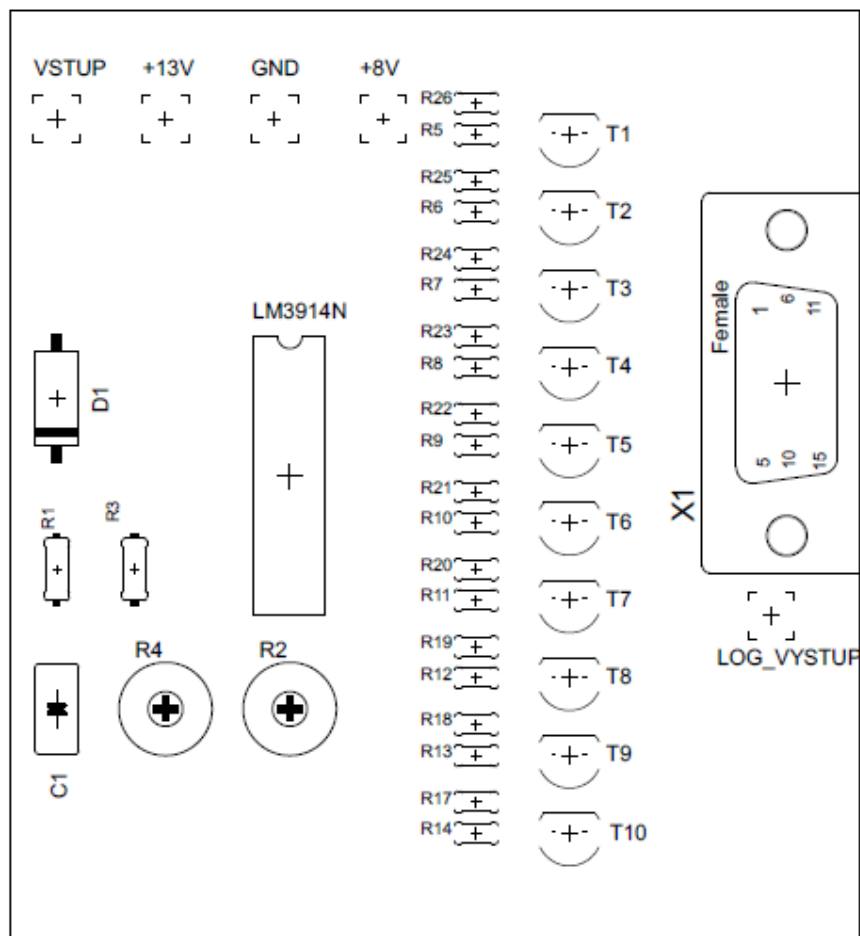 VSTUP +13V GND +8V
R26
R5
T1
R25
R6
T2
R24
R7
T3
LM3914N
R23
R8
T4
D1
R22
R9
T5
R21
R10
T6
R1 R3
R20
R11
T7
R4 R2
R19
R12
T8
C1
R18
R13
T9
R17
R14
T10
Female
1 6 11
5 10 15
X1
LOG_VYSTUP